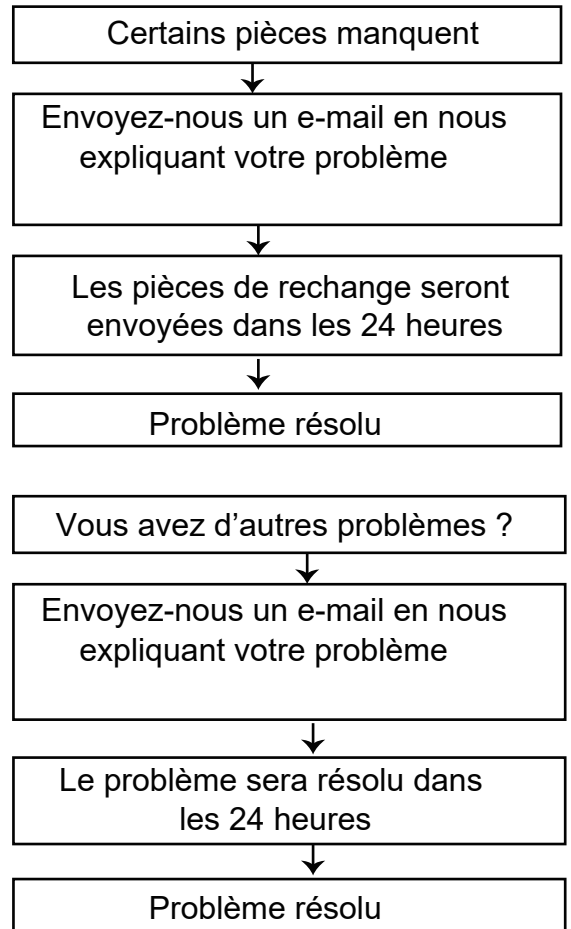 Certains pièces manquent
Envoyez-nous un e-mail en nous
expliquant votre problème
Les pièces de rechange seront
envoyées dans les 24 heures
Problème résolu
Vous avez d’autres problèmes ?
Envoyez-nous un e-mail en nous
expliquant votre problème
Le problème sera résolu dans
les 24 heures
Problème résolu